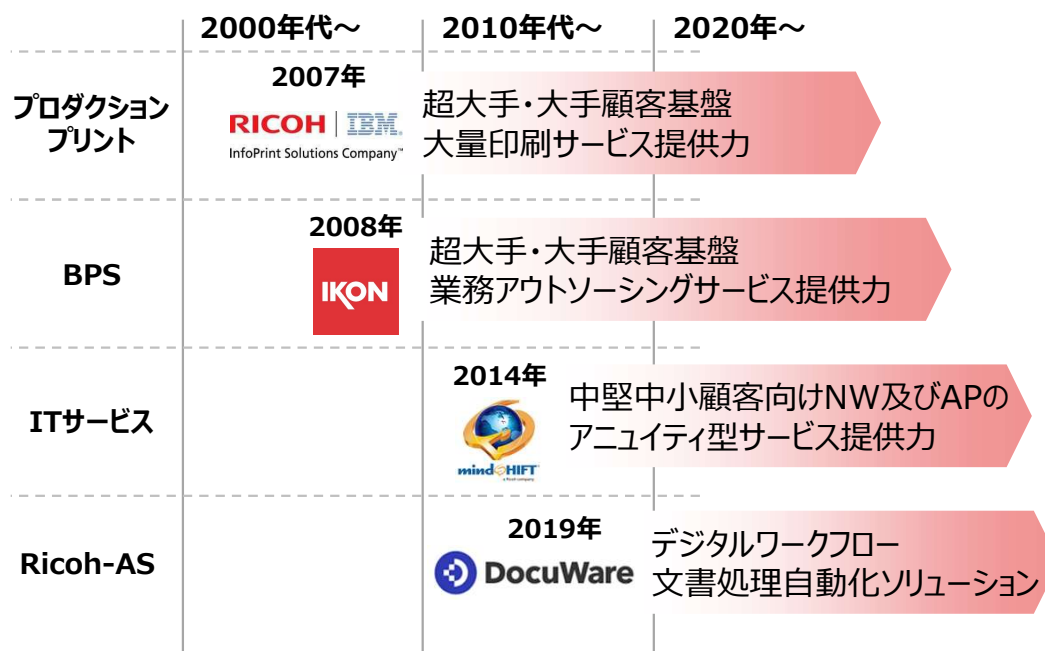 2000年代～ 2010年代～ 2020年～
プロダクション
プリント
2007年
RICOH IBM.
InfoPrint Solutions Company™
超大手・大手顧客基盤
大量印刷サービス提供力
BPS
2008年
IKON
超大手・大手顧客基盤
業務アウトソーシングサービス提供力
ITサービス
2014年
mindSHIFT
a Ricoh company
中堅中小顧客向けNW及びAPの
アニュイティ型サービス提供力
Ricoh-AS
2019年
DocuWare
デジタルワークフロー
文書処理自動化ソリューション